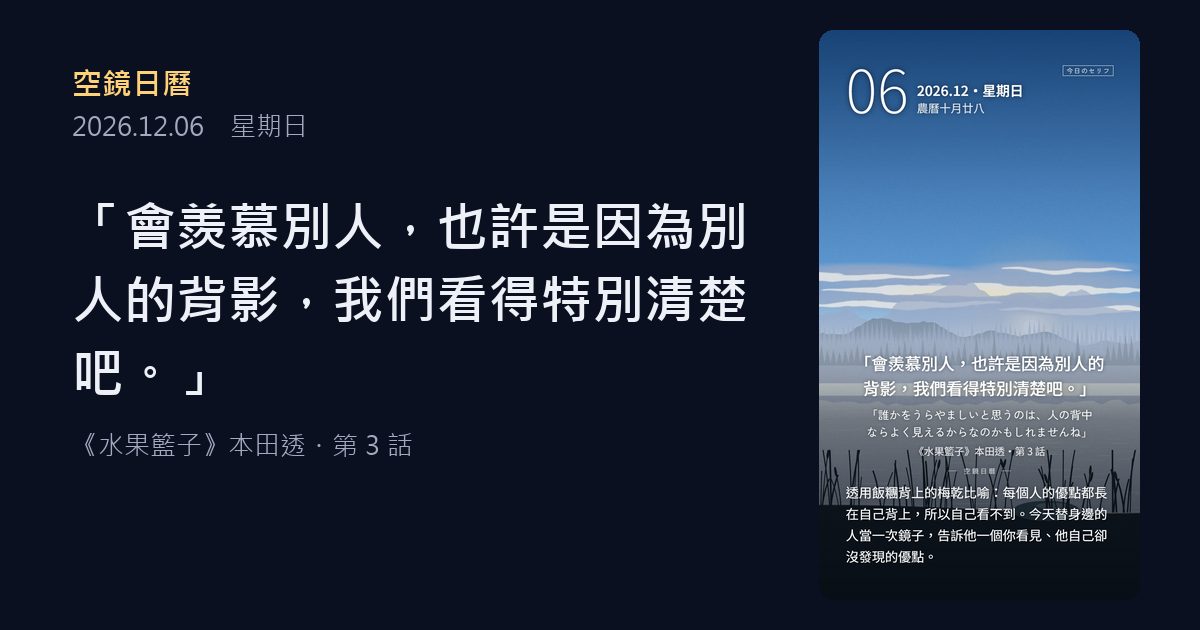 空鏡日曆
2026.12.06 星期日
「會羨慕別人，也許是因為別
人的背影，我們看得特別清楚
吧。」
《水果籃子》本田透・第 3 話
06
2026.12・星期日
農曆十月廿八
今日のセリフ
「會羨慕別人，也許是因為別人的
背影，我們看得特別清楚吧。」
「誰かをうらやましいと思うのは、人の背中
ならよく見えるからなのかもしれませんね」
《水果籃子》本田透・第 3 話
— 空鏡日曆 —
透用飯糰背上的梅乾比喻：每個人的優點都長
在自己背上，所以自己看不到。今天替身邊的
人當一次鏡子，告訴他一個你看見、他自己卻
沒發現的優點。